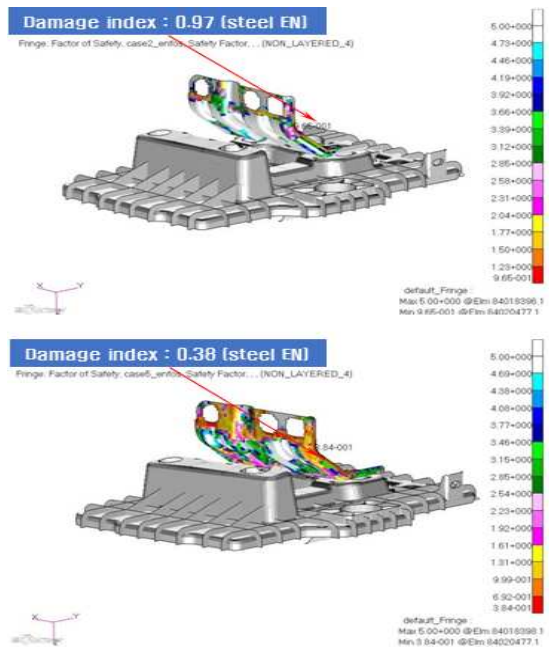 Damage index : 0.97 (steel EN)
Fringe: Factor of Safety, case2_enfos, Safety Factor, , , (NON_LAYERED_4)
5.00+000
4.73+000
4.46+000
4.19+000
3.92+000
3.66+000
3.39+000
3.12+000
2.85+000
2.58+000
2.31+000
2.04+000
1.77+000
1.50+000
1.23+000
9.65-001
9.65-001
X
Y
Z
default_Fringe :
Max 5.00+000 @Elm 84018396.1
Min 9.65-001 @Elm 84020477.1
Damage index : 0.38 (steel EN)
Fringe: Factor of Safety, case5_enfos, Safety Factor, , , (NON_LAYERED_4)
5.00+000
4.69+000
4.38+000
4.08+000
3.77+000
3.46+000
3.15+000
2.85+000
2.54+000
2.23+000
1.92+000
1.61+000
1.31+000
9.99-001
6.92-001
3.84-001
3.84-001
X
Y
Z
default_Fringe :
Max 5.00+000 @Elm 84018398.1
Min 3.84-001 @Elm 84020477.1